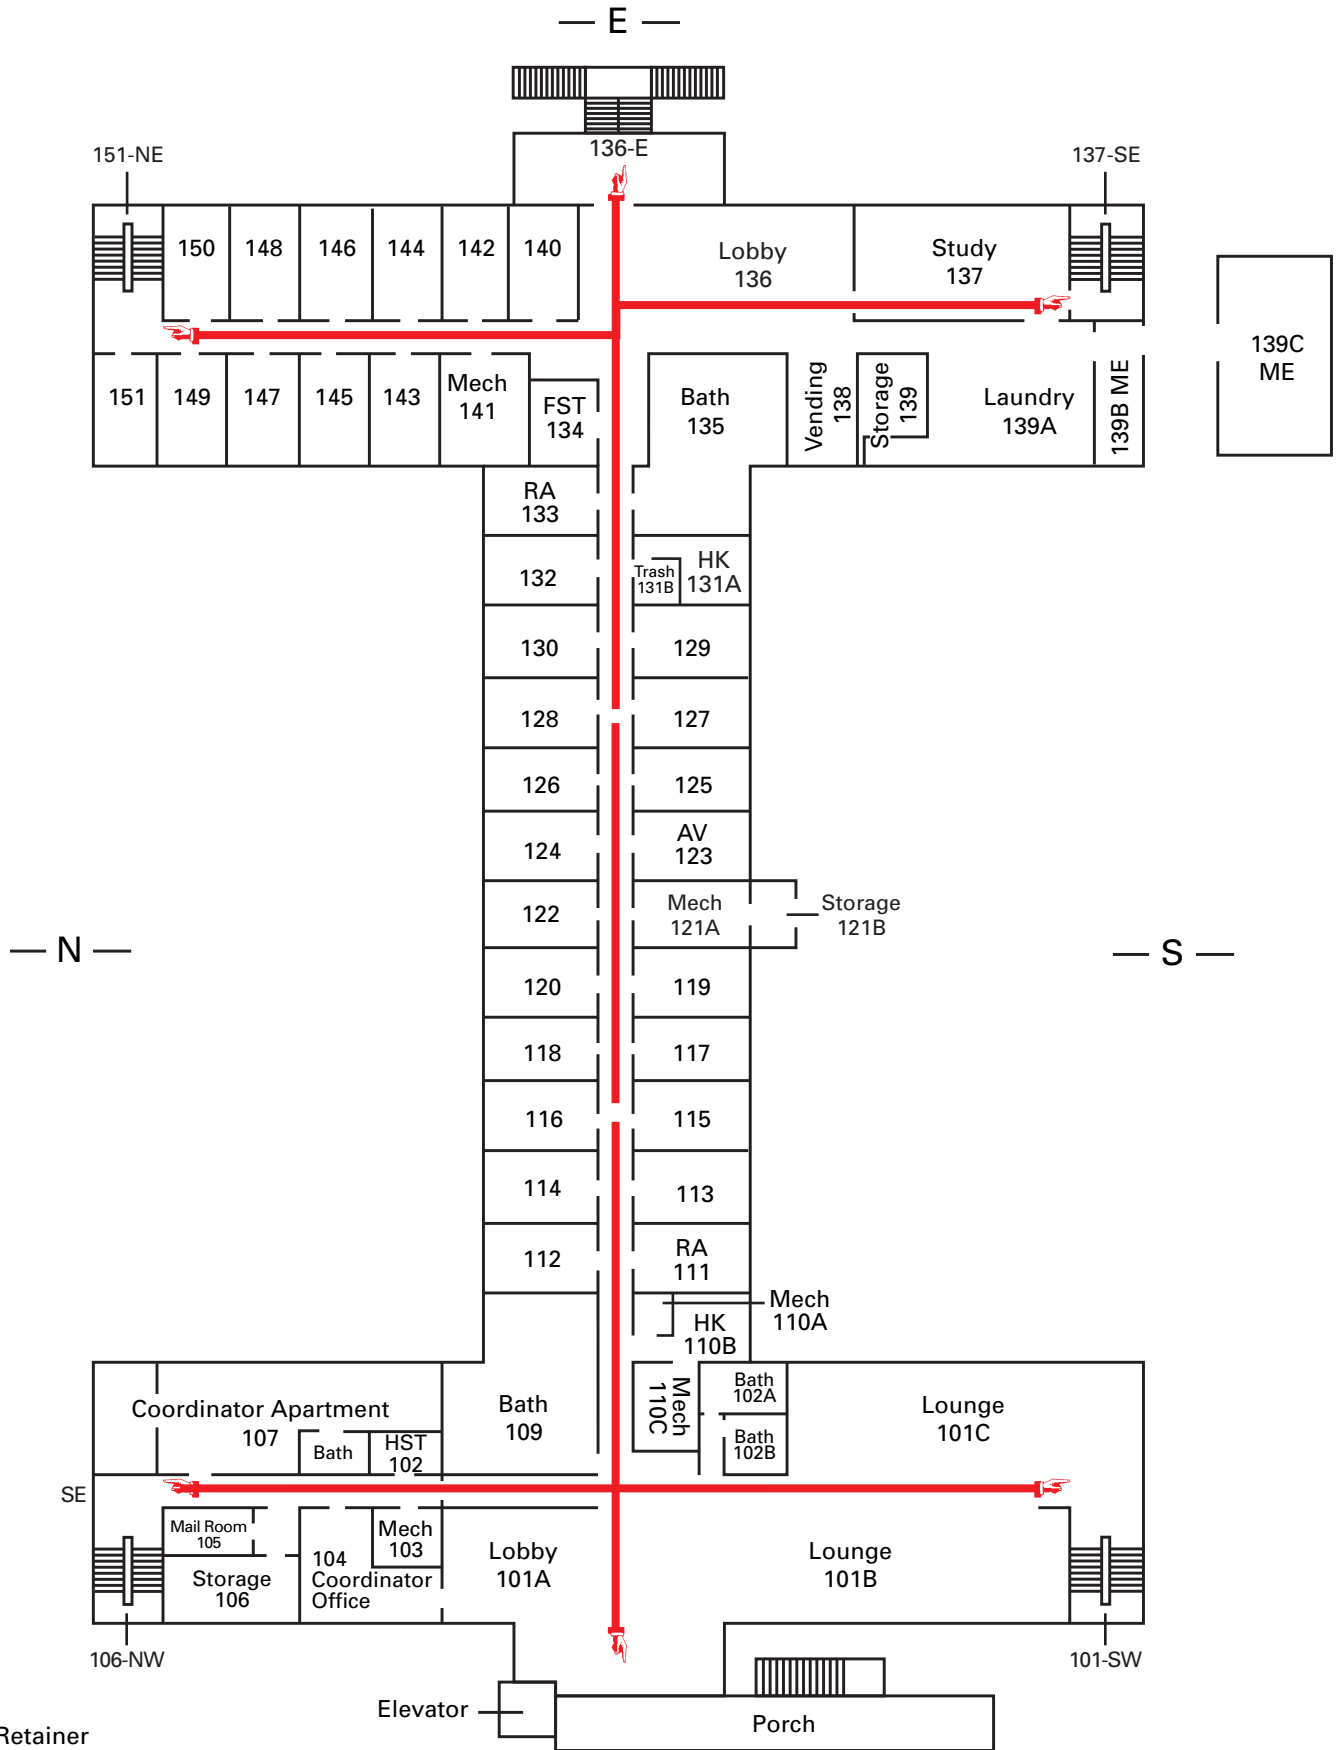 — E —
136-E
151-NE
137-SE
150
148
146
144
142
140
Lobby
136
Study
137
139C
ME
151
149
147
145
143
Mech
141
FST
134
Bath
135
Vending
138
Storage
139
Laundry
139A
139B ME
RA
133
132
Trash
131B
HK
131A
130
129
128
127
126
125
124
AV
123
122
Mech
121A
Storage
121B
— N —
— S —
120
119
118
117
116
115
114
113
112
RA
111
Mech
110A
HK
110B
Coordinator Apartment
107
Bath
HST
102
Bath
109
Mech
110C
Bath
102A
Bath
102B
Lounge
101C
SE
Mail Room
105
Storage
106
104
Coordinator
Office
Mech
103
Lobby
101A
Lounge
101B
106-NW
101-SW
Elevator
Porch
Retainer